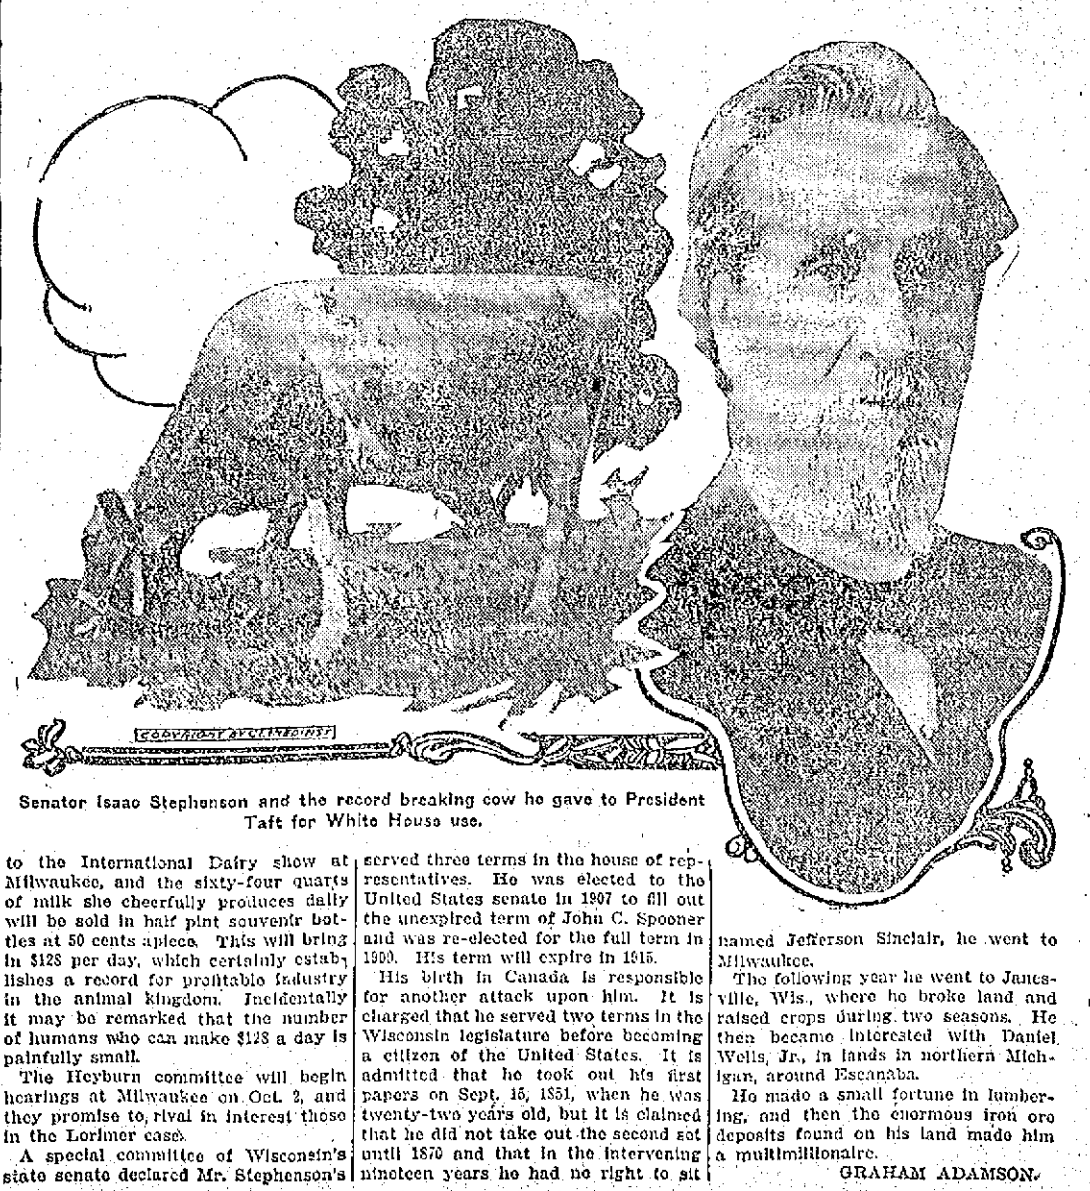 COPYRIGHT BY CLINEDINST
Senator Isaac Stephenson and the record breaking cow he gave to President
Taft for White House use.
to the International Dairy show at
Milwaukee, and the sixty-four quarts
of milk she cheerfully produces daily
will be sold in half pint souvenir bot-
tles at 50 cents apiece. This will bring
in $128 per day, which certainly estab-
lishes a record for profitable industry
in the animal kingdom. Incidentally
it may be remarked that the number
of humans who can make $128 a day is
painfully small.
The Heyburn committee will begin
hearings at Milwaukee on Oct. 2, and
they promise to rival in interest those
in the Lorimer case.
A special committee of Wisconsin's
state senate declared Mr. Stephenson's
served three terms in the house of rep-
resentatives. He was elected to the
United States senate in 1907 to fill out
the unexpired term of John C. Spooner
and was re-elected for the full term in
1909. His term will expire in 1915.
His birth in Canada is responsible
for another attack upon him. It is
charged that he served two terms in the
Wisconsin legislature before becoming
a citizen of the United States. It is
admitted that he took out his first
papers on Sept. 15, 1851, when he was
twenty-two years old, but it is claimed
that he did not take out the second set
until 1870 and that in the intervening
nineteen years he had no right to sit
named Jefferson Sinclair, he went to
Milwaukee.
The following year he went to Janes-
ville, Wis., where he broke land and
raised crops during two seasons. He
then became interested with Daniel
Wells, Jr., in lands in northern Mich-
igan, around Escanaba.
He made a small fortune in lumber-
ing, and then the enormous iron ore
deposits found on his land made him
a multimillionaire.
GRAHAM ADAMSON.